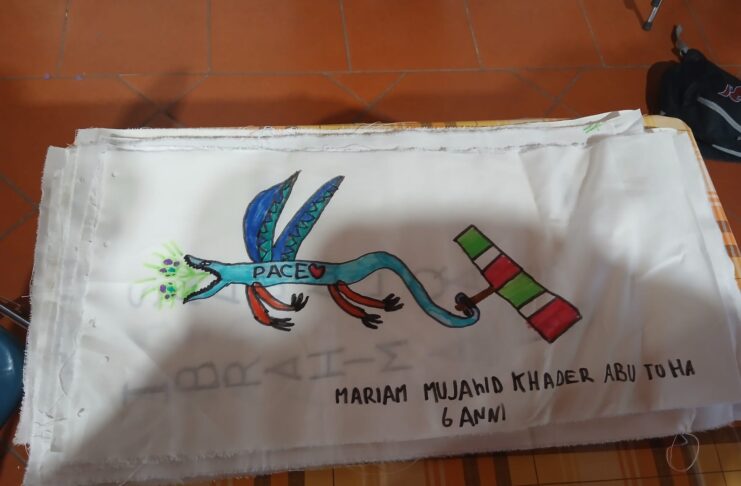 PACE
MARIAM MUJAHID KHADER ABU TOHA
6 ANNI